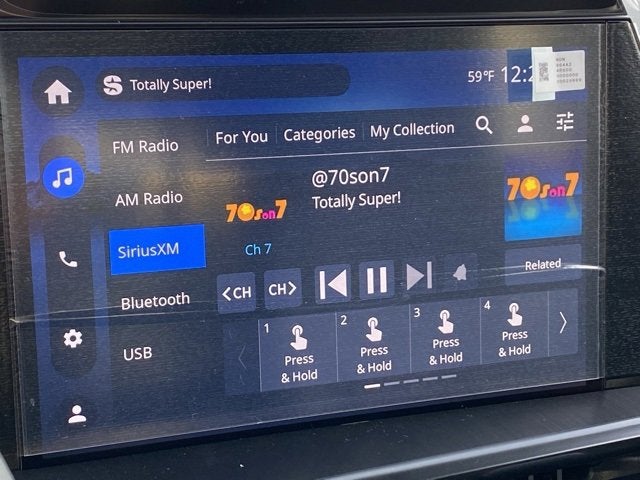 Totally Super!
59°F
FM Radio
AM Radio
SiriusXM
Bluetooth
USB
For You
Categories
My Collection
@70son7
Totally Super!
70son7
Ch 7
70son7
<CH
CH>
Related
1
Press
& Hold
2
Press
& Hold
3
Press
& Hold
4
Press
& Hold